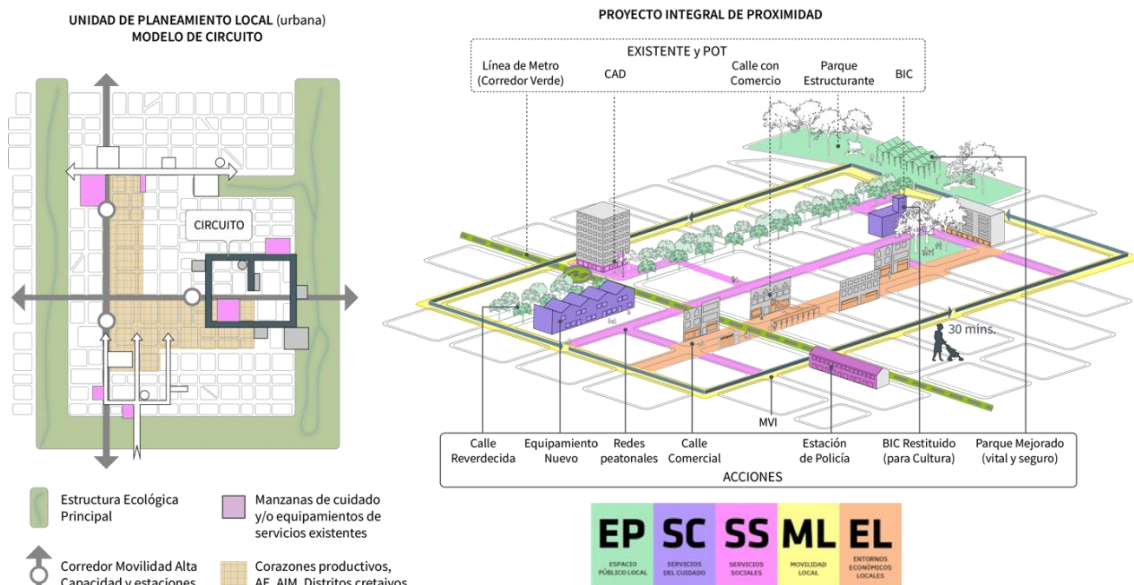 UNIDAD DE PLANEAMIENTO LOCAL (urbana)
MODELO DE CIRCUITO
CIRCUITO
Estructura Ecológica
Principal
Manzanas de cuidado
y/o equipamientos de
servicios existentes
Corredor Movilidad Alta
Capacidad y estaciones
Corazones productivos,
AE, AIM, Distritos cretaivos
PROYECTO INTEGRAL DE PROXIMIDAD
EXISTENTE y POT
Línea de Metro
(Corredor Verde)
CAD
Calle con
Comercio
Parque
Estructurante
BIC
30 mins.
MVI
Calle
Reverdecida
Equipamiento
Nuevo
Redes
peatonales
Calle
Comercial
Estación
de Policía
BIC Restituido
(para Cultura)
Parque Mejorado
(vital y seguro)
ACCIONES
EP
ESPACIO
PÚBLICO LOCAL
SC
SERVICIOS
DEL CUIDADO
SS
SERVICIOS
SOCIALES
ML
MOVILIDAD
LOCAL
EL
ENTORNOS
ECONÓMICOS
LOCALES